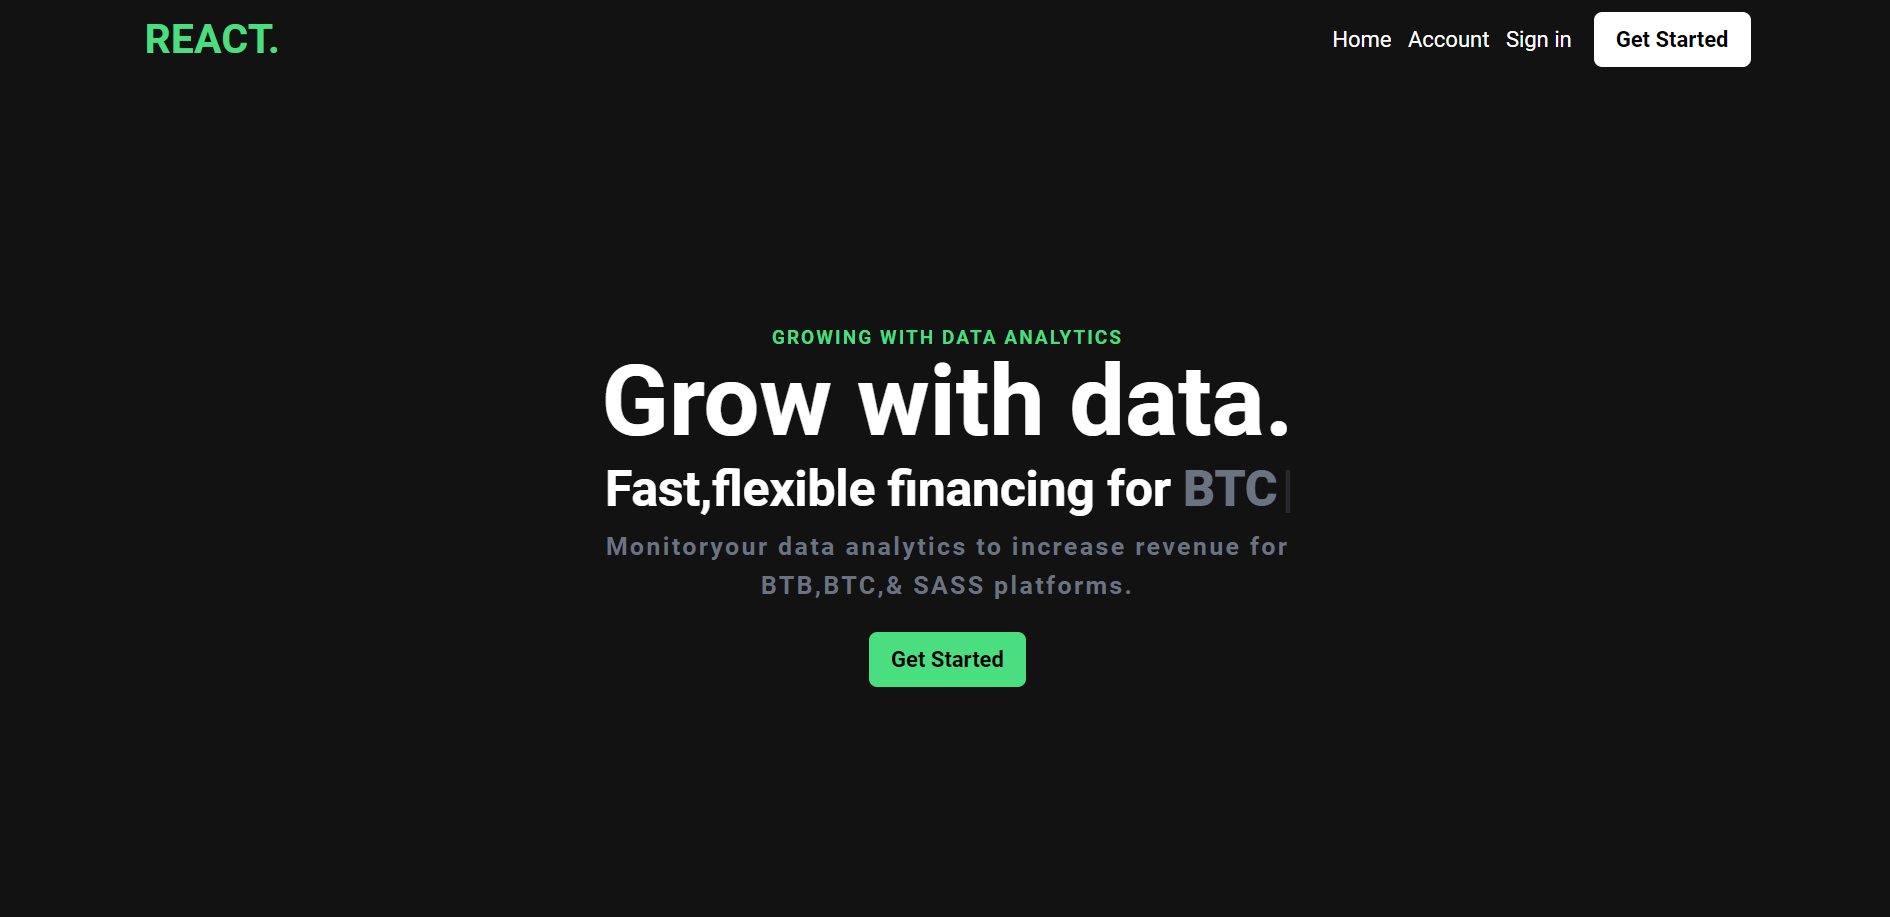 REACT.
Home Account Sign in Get Started
GROWING WITH DATA ANALYTICS
Grow with data.
Fast,flexible financing for BTC
Monitoryour data analytics to increase revenue for
BTB,BTC,& SASS platforms.
Get Started